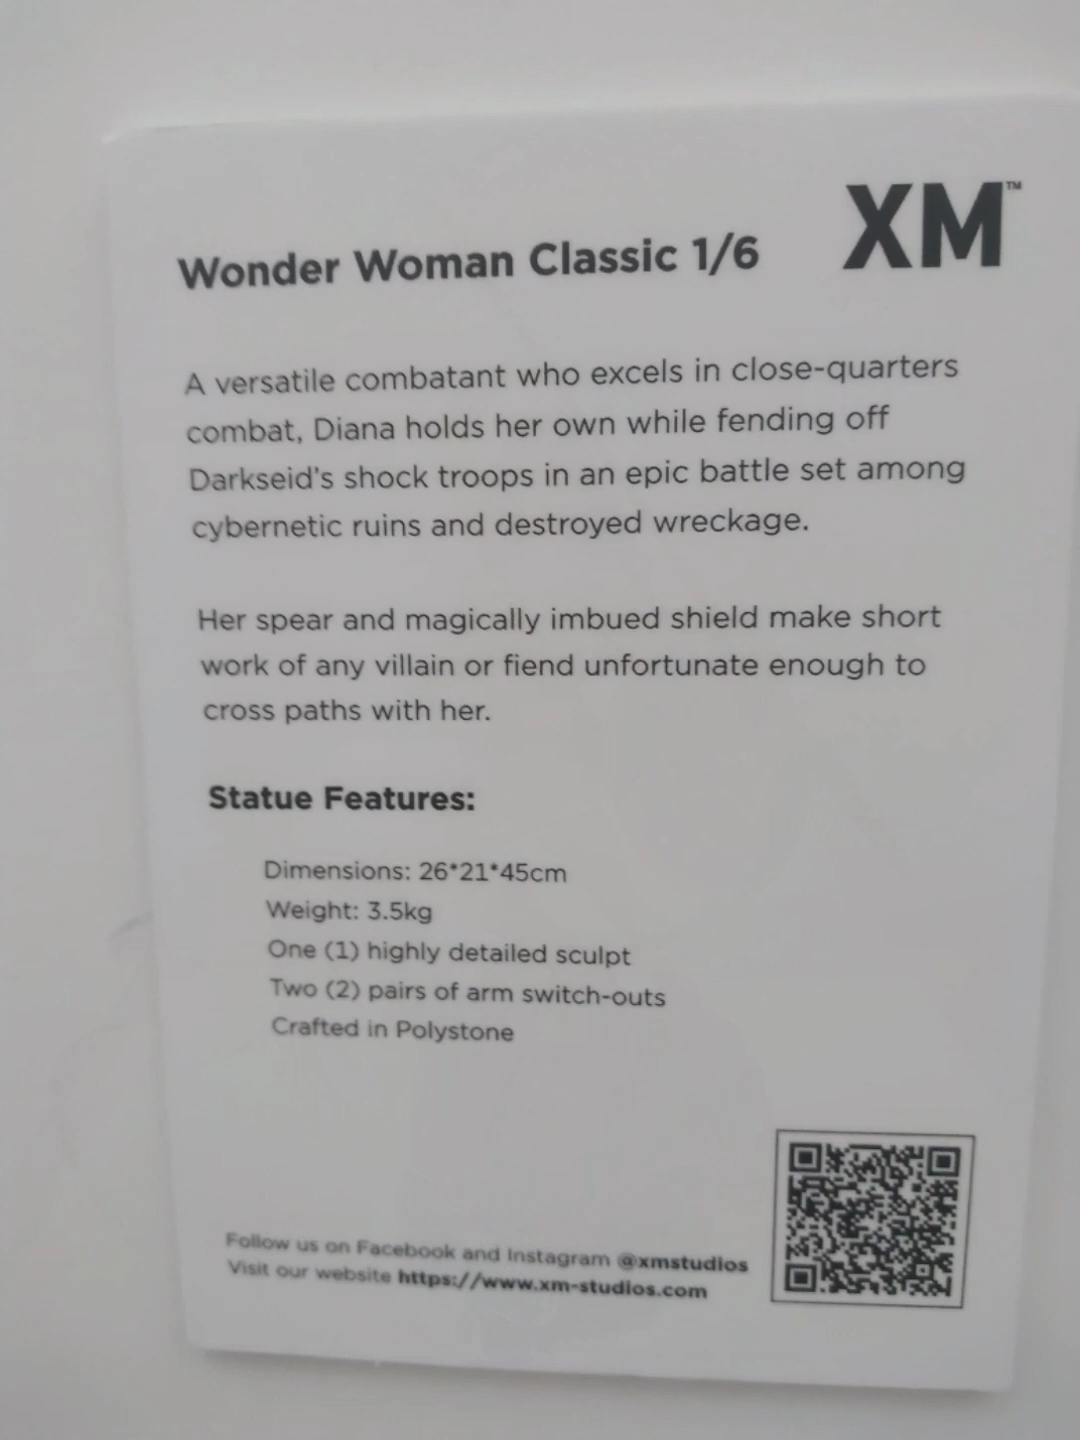 XM™
Wonder Woman Classic 1/6
A versatile combatant who excels in close-quarters
combat, Diana holds her own while fending off
Darkseid's shock troops in an epic battle set among
cybernetic ruins and destroyed wreckage.
Her spear and magically imbued shield make short
work of any villain or fiend unfortunate enough to
cross paths with her.
Statue Features:
Dimensions: 26*21*45cm
Weight: 3.5kg
One (1) highly detailed sculpt
Two (2) pairs of arm switch-outs
Crafted in Polystone
Follow us on Facebook and Instagram @xmstudios
Visit our website https://www.xm-studios.com